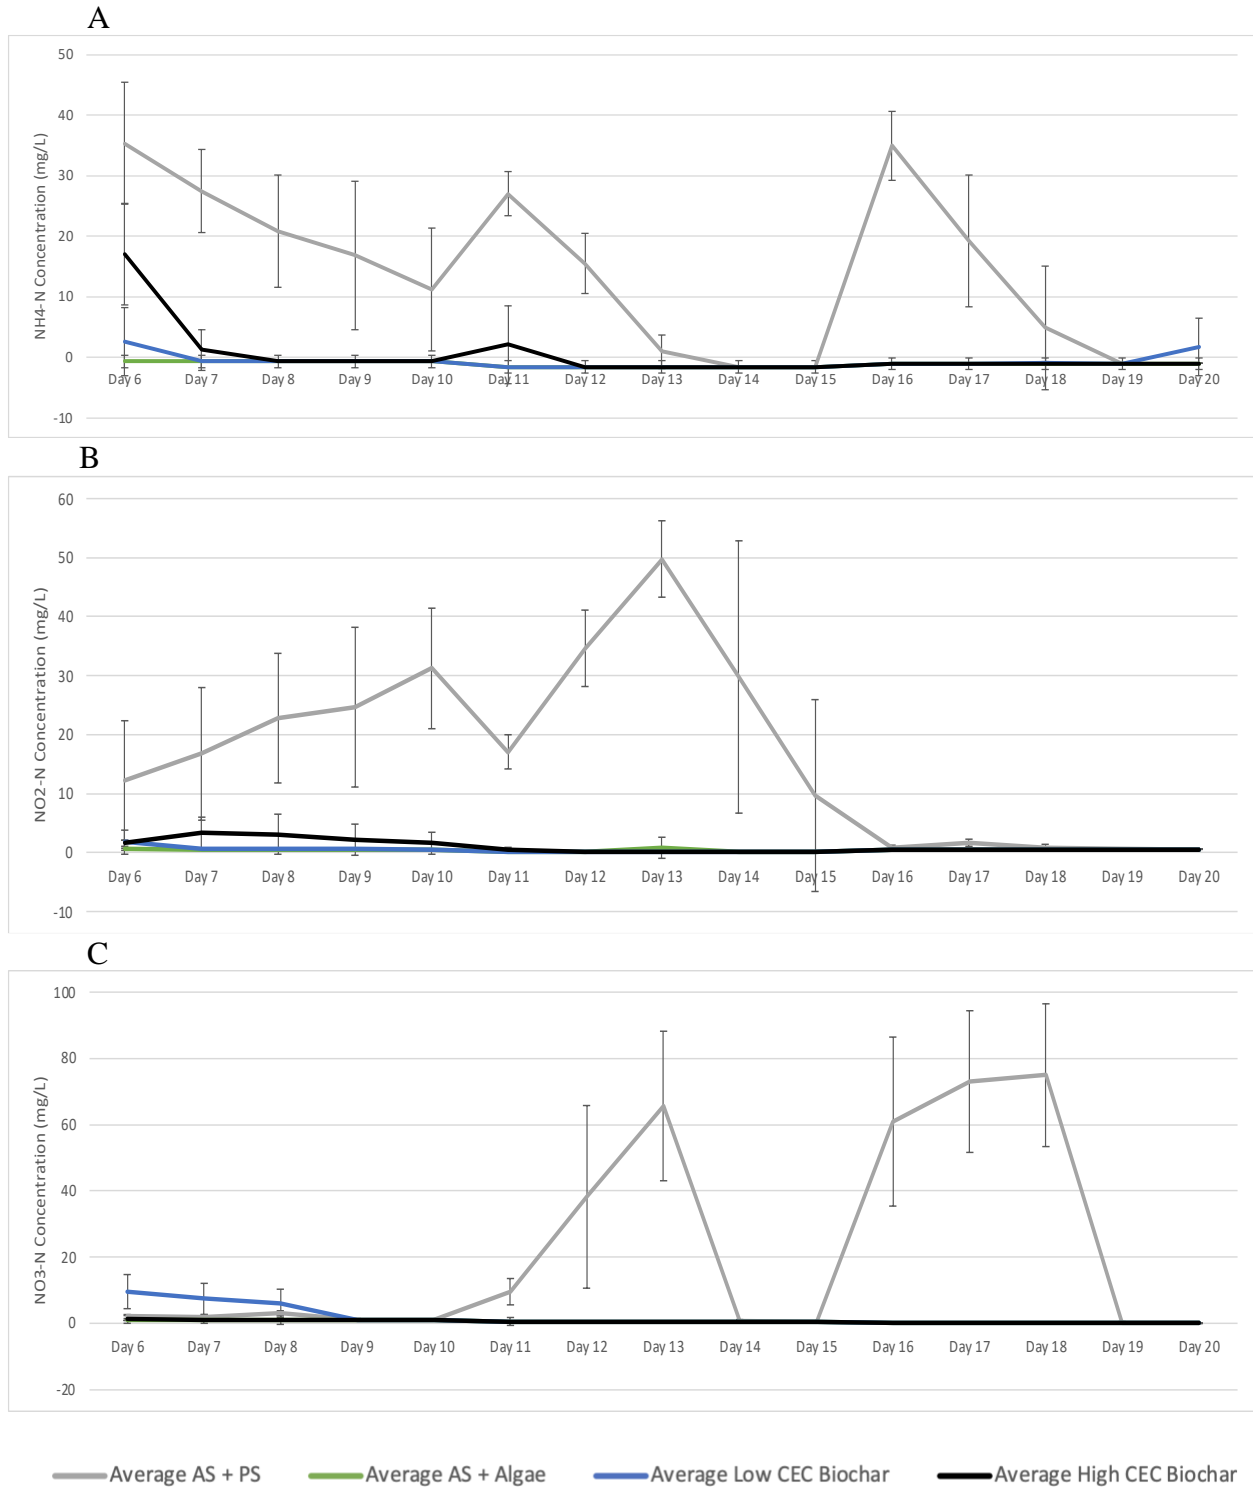 A
50
40
30
20
10
0
-10
NH4-N Concentration (mg/L)
Day 6 Day 7 Day 8 Day 9 Day 10 Day 11 Day 12 Day 13 Day 14 Day 15 Day 16 Day 17 Day 18 Day 19 Day 20
B
60
50
40
30
20
10
0
-10
NO2-N Concentration (mg/L)
Day 6 Day 7 Day 8 Day 9 Day 10 Day 11 Day 12 Day 13 Day 14 Day 15 Day 16 Day 17 Day 18 Day 19 Day 20
C
100
80
60
40
20
0
-20
NO3-N Concentration (mg/L)
Day 6 Day 7 Day 8 Day 9 Day 10 Day 11 Day 12 Day 13 Day 14 Day 15 Day 16 Day 17 Day 18 Day 19 Day 20
Average AS + PS Average AS + Algae Average Low CEC Biochar Average High CEC Biochar